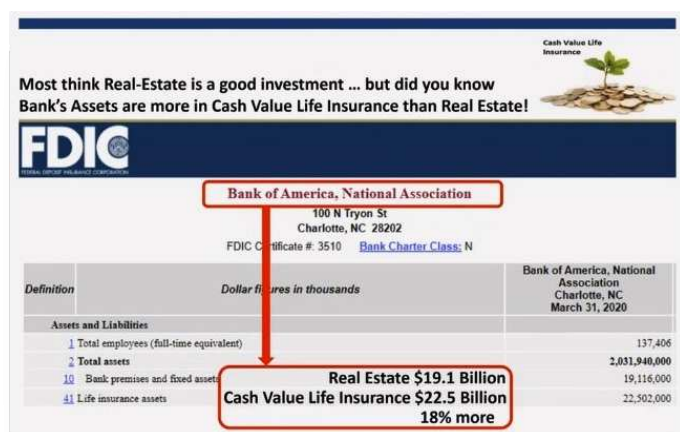 Cash Value Life
Insurance
Most think Real-Estate is a good investment ... but did you know
Bank's Assets are more in Cash Value Life Insurance than Real Estate!
FDIC
FEDERAL DEPOSIT INSURANCE CORPORATION
Bank of America, National Association
100 N Tryon St
Charlotte, NC 28202
FDIC C tificate #: 3510 Bank Charter Class: N
Definition
Dollar fi ures in thousands
Bank of America, National
Association
Charlotte, NC
March 31, 2020
Assets and Liabilities
1 Total employees (full-time equivalent) 137,406
2 Total assets 2,031,940,000
10 Bank premises and fixed assets 19,116,000
41 Life insurance assets 22,502,000
Real Estate $19.1 Billion
Cash Value Life Insurance $22.5 Billion
18% more